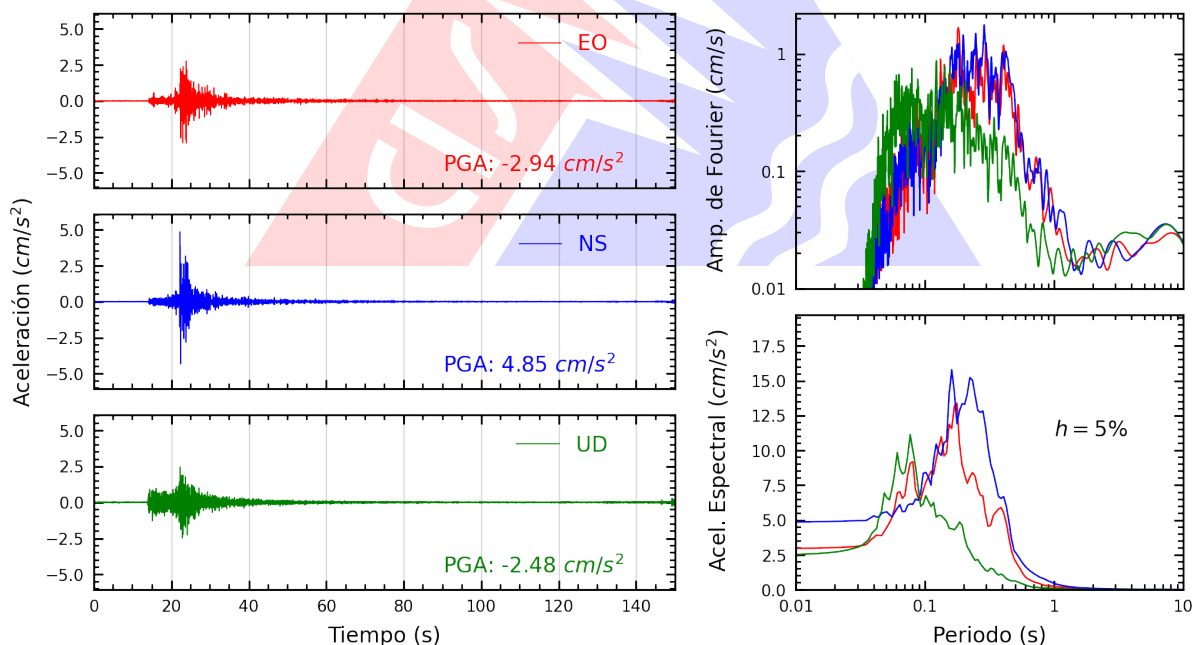 Aceleración (cm/s²)
5.0
2.5
0.0
−2.5
−5.0
EO
PGA: -2.94 cm/s²
5.0
2.5
0.0
−2.5
−5.0
NS
PGA: 4.85 cm/s²
5.0
2.5
0.0
−2.5
−5.0
UD
PGA: -2.48 cm/s²
0 20 40 60 80 100 120 140
Tiempo (s)
Amp. de Fourier (cm/s)
1
0.1
0.01
Acel. Espectral (cm/s²)
17.5
15.0
12.5
10.0
7.5
5.0
2.5
0.0
h = 5%
0.01 0.1 1 10
Periodo (s)